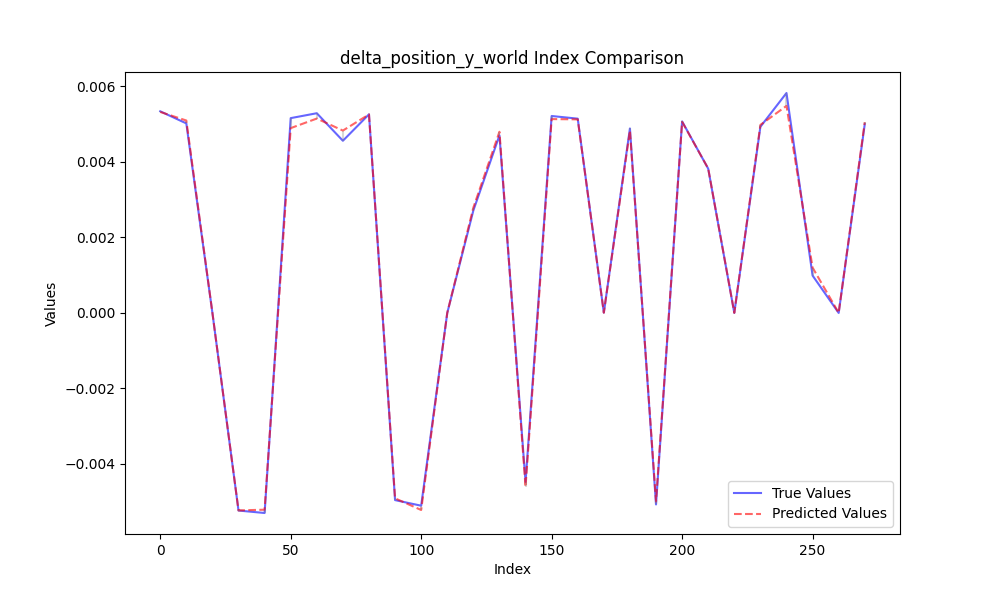 delta_position_y_world Index Comparison
Values
0.006
0.004
0.002
0.000
−0.002
−0.004
0
50
100
150
200
250
Index
True Values
Predicted Values